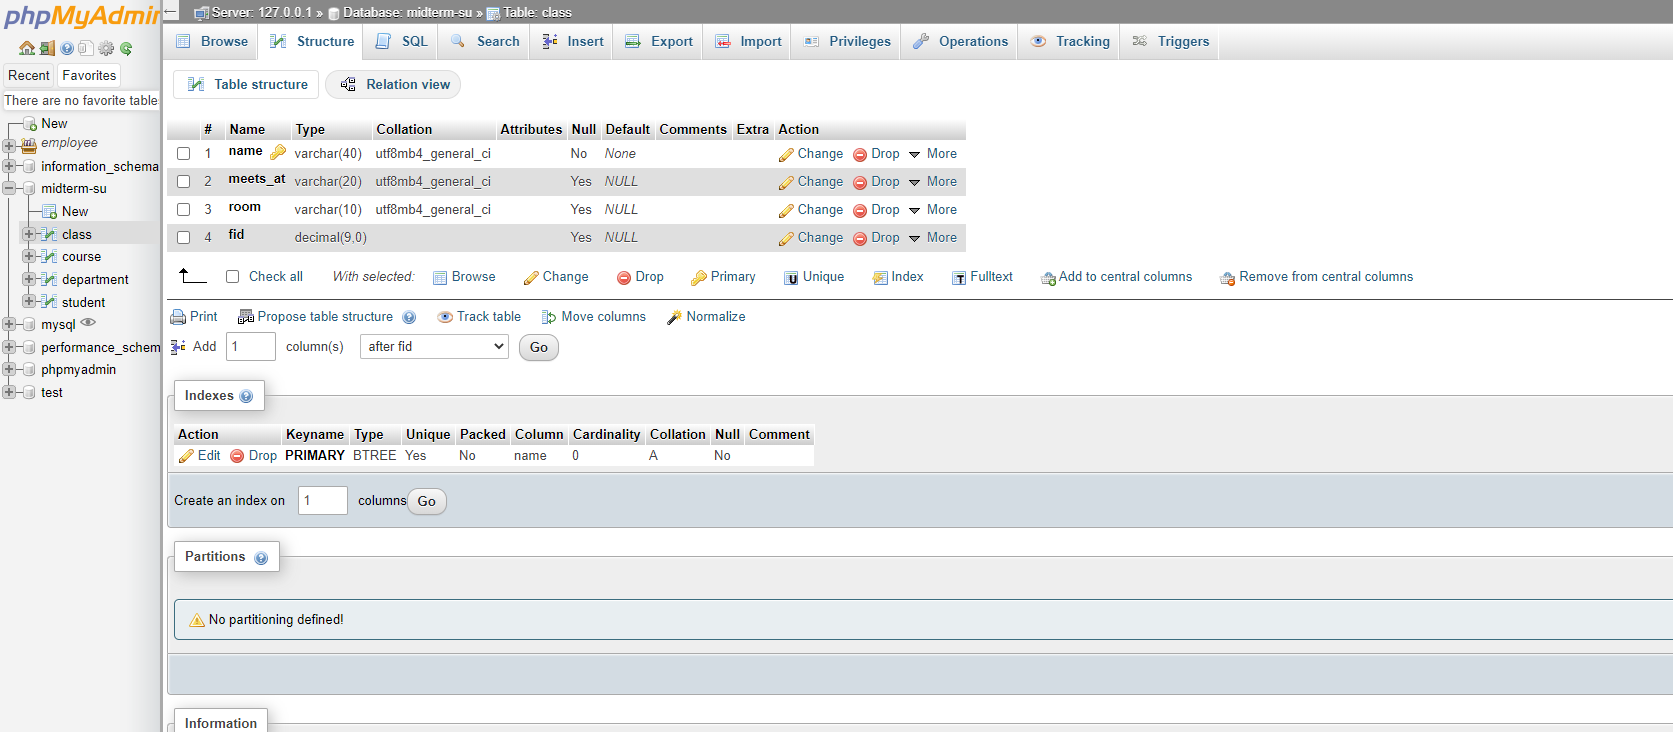 phpMyAdmin
Recent Favorites
There are no favorite table
New
employee
information_schema
midterm-su
New
class
course
department
student
mysql
performance_schem
phpmyadmin
test
Server: 127.0.0.1 » Database: midterm-su » Table: class
Browse Structure SQL Search Insert Export Import Privileges Operations Tracking Triggers
Table structure Relation view
# Name Type Collation Attributes Null Default Comments Extra Action
1 name varchar(40) utf8mb4_general_ci No None Change Drop More
2 meets_at varchar(20) utf8mb4_general_ci Yes NULL Change Drop More
3 room varchar(10) utf8mb4_general_ci Yes NULL Change Drop More
4 fid decimal(9,0) Yes NULL Change Drop More
Check all With selected: Browse Change Drop Primary Unique Index Fulltext Add to central columns Remove from central columns
Print Propose table structure Track table Move columns Normalize
Add 1 column(s) after fid Go
Indexes
Action Keyname Type Unique Packed Column Cardinality Collation Null Comment
Edit Drop PRIMARY BTREE Yes No name 0 A No
Create an index on 1 columns Go
Partitions
No partitioning defined!
Information